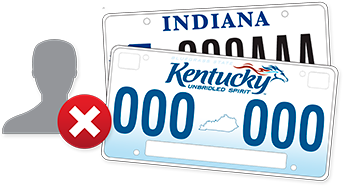 INDIANA
000AAA
Kentucky
UNBRIDLED SPIRIT
000 000